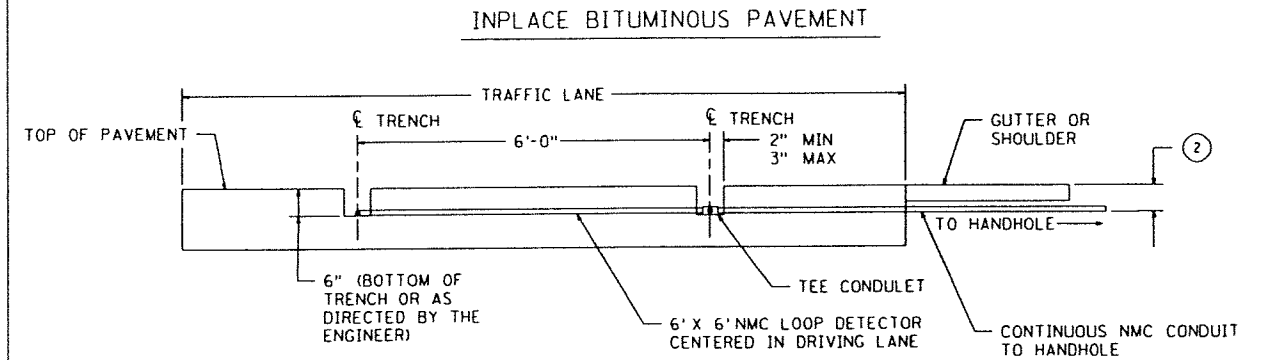 INPLACE BITUMINOUS PAVEMENT
TRAFFIC LANE
TOP OF PAVEMENT
℄ TRENCH
6'-0"
℄ TRENCH
2" MIN
3" MAX
GUTTER OR
SHOULDER
2
TO HANDHOLE
6" (BOTTOM OF
TRENCH OR AS
DIRECTED BY THE
ENGINEER)
TEE CONDULET
6' X 6' NMC LOOP DETECTOR
CENTERED IN DRIVING LANE
CONTINUOUS NMC CONDUIT
TO HANDHOLE